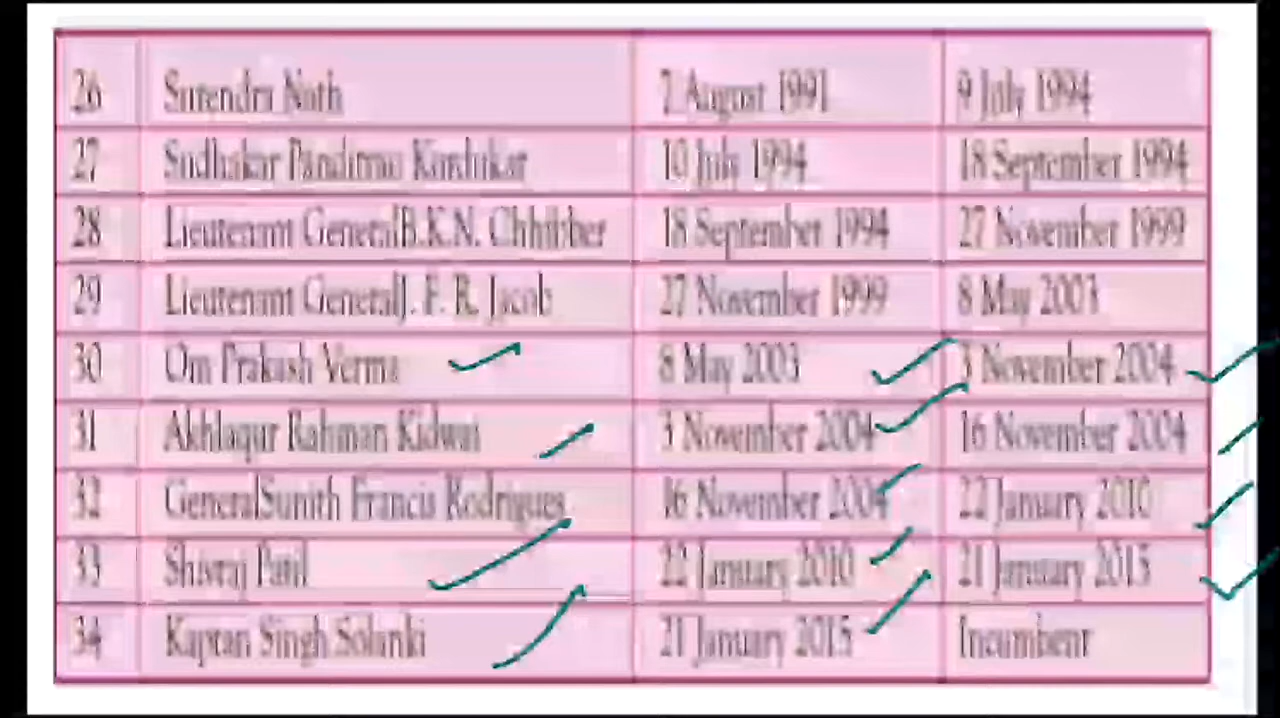 26 Surendra Nath 7 August 1991 9 July 1994
27 Sudhakar Panditrao Kurdukar 10 July 1994 18 September 1994
28 Lieutenant GeneralB.K.N. Chhibber 18 September 1994 27 November 1999
29 Lieutenant GeneralJ. F. R. Jacob 27 November 1999 8 May 2003
30 Om Prakash Verma 8 May 2003 3 November 2004
31 Akhlaqur Rahman Kidwai 3 November 2004 16 November 2004
32 GeneralSunith Francis Rodrigues 16 November 2004 22 January 2010
33 Shivraj Patil 22 January 2010 21 January 2015
34 Kaptan Singh Solanki 21 January 2015 Incumbent